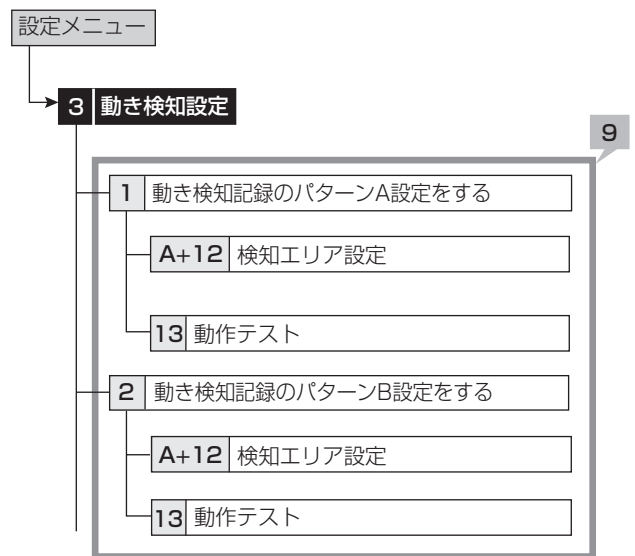 設定メニュー
3 動き検知設定
9
1 動き検知記録のパターンA設定をする
A+12 検知エリア設定
13 動作テスト
2 動き検知記録のパターンB設定をする
A+12 検知エリア設定
13 動作テスト